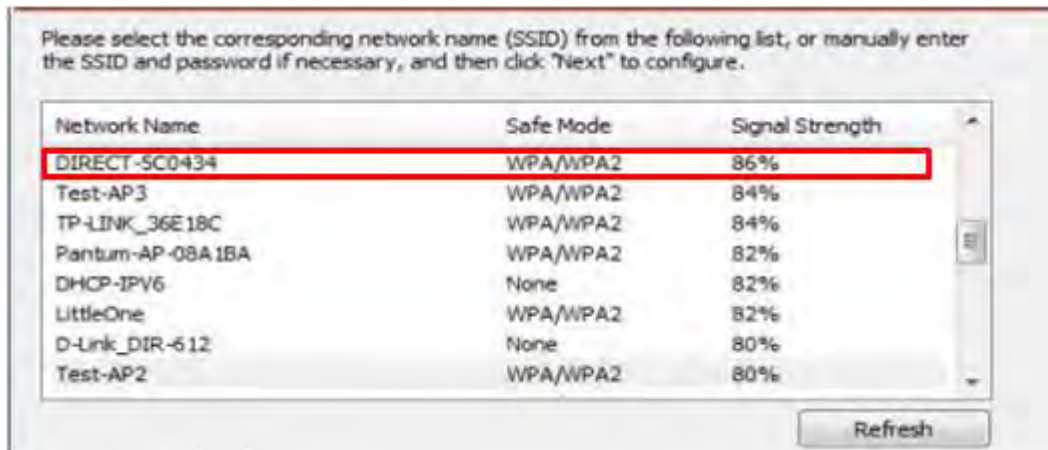 Please select the corresponding network name (SSID) from the following list, or manually enter
the SSID and password if necessary, and then click "Next" to configure.
Network Name Safe Mode Signal Strength
DIRECT-SC0434 WPA/WPA2 86%
Test-AP3 WPA/WPA2 84%
TP-LINK_36E18C WPA/WPA2 84%
Pantum-AP-08A1BA WPA/WPA2 82%
DHCP-IPV6 None 82%
LittleOne WPA/WPA2 82%
D-Link_DIR-612 None 80%
Test-AP2 WPA/WPA2 80%
Refresh